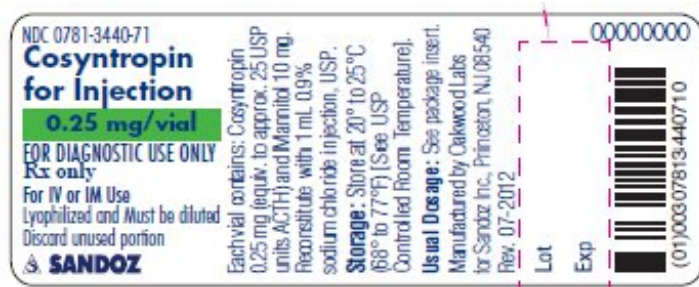 NDC 0781-3440-71
Cosyntropin
for Injection
0.25 mg/vial
FOR DIAGNOSTIC USE ONLY
Rx only
For IV or IM Use
Lyophilized and Must be diluted
Discard unused portion
SANDOZ
Each vial contains: Cosyntropin
0.25 mg (equiv. to approx. 25 USP
units ACTH) and Mannitol 10 mg.
Reconstitute with 1 mL 0.9%
sodium chloride injection, USP.
Storage: Store at 20° to 25°C
(68° to 77°F) [See USP
Controlled Room Temperature].
Usual Dosage: See package insert.
Manufactured by Oakwood Labs
for Sandoz Inc., Princeton, NJ 08540
Rev. 07-2012
Lot
Exp
00000000
(01)00307813440710